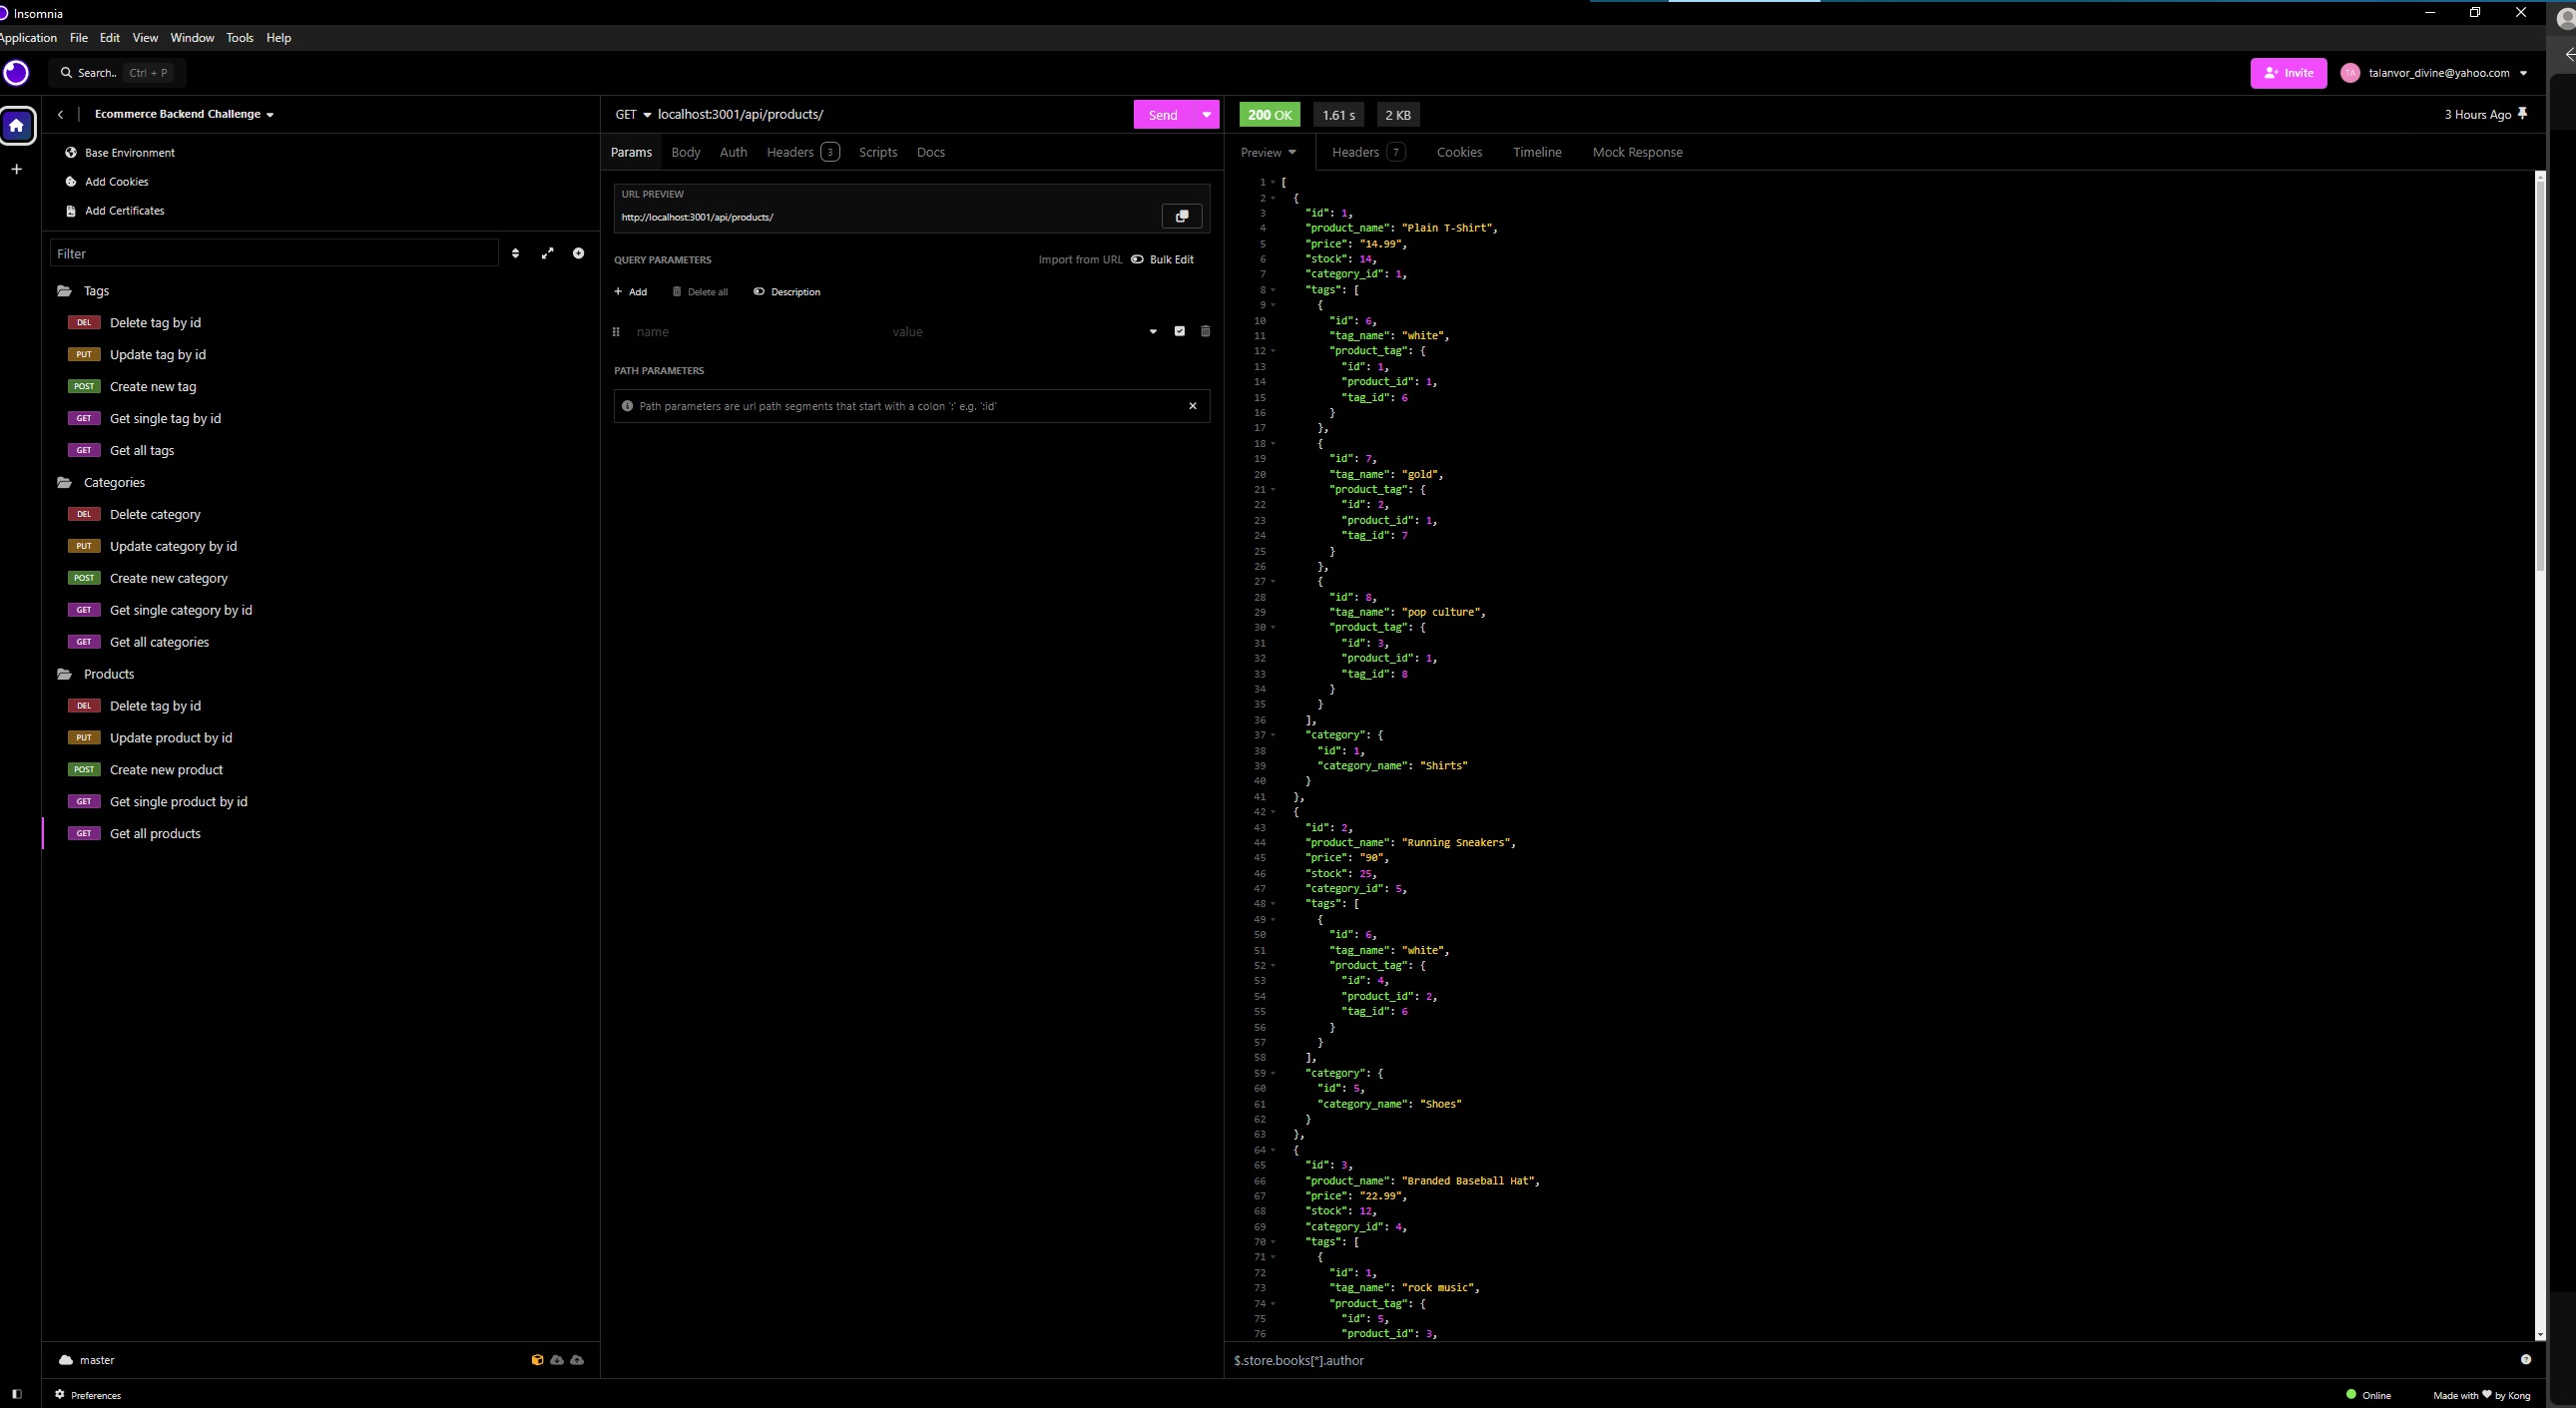 Insomnia
Application File Edit View Window Tools Help
Search.. Ctrl + P
Invite TA talanvor_divine@yahoo.com
Ecommerce Backend Challenge
Base Environment
Add Cookies
Add Certificates
Filter
Tags
DEL Delete tag by id
PUT Update tag by id
POST Create new tag
GET Get single tag by id
GET Get all tags
Categories
DEL Delete category
PUT Update category by id
POST Create new category
GET Get single category by id
GET Get all categories
Products
DEL Delete tag by id
PUT Update product by id
POST Create new product
GET Get single product by id
GET Get all products
master
Preferences
GET localhost:3001/api/products/ Send
Params Body Auth Headers 3 Scripts Docs
URL PREVIEW
http://localhost:3001/api/products/
QUERY PARAMETERS Import from URL Bulk Edit
+ Add Delete all Description
name value
PATH PARAMETERS
Path parameters are url path segments that start with a colon ':' e.g. ':id'
200 OK 1.61 s 2 KB 3 Hours Ago
Preview Headers 7 Cookies Timeline Mock Response
1 [
2 {
3 "id": 1,
4 "product_name": "Plain T-Shirt",
5 "price": "14.99",
6 "stock": 14,
7 "category_id": 1,
8 "tags": [
9 {
10 "id": 6,
11 "tag_name": "white",
12 "product_tag": {
13 "id": 1,
14 "product_id": 1,
15 "tag_id": 6
16 }
17 },
18 {
19 "id": 7,
20 "tag_name": "gold",
21 "product_tag": {
22 "id": 2,
23 "product_id": 1,
24 "tag_id": 7
25 }
26 },
27 {
28 "id": 8,
29 "tag_name": "pop culture",
30 "product_tag": {
31 "id": 3,
32 "product_id": 1,
33 "tag_id": 8
34 }
35 }
36 ],
37 "category": {
38 "id": 1,
39 "category_name": "Shirts"
40 }
41 },
42 {
43 "id": 2,
44 "product_name": "Running Sneakers",
45 "price": "90",
46 "stock": 25,
47 "category_id": 5,
48 "tags": [
49 {
50 "id": 6,
51 "tag_name": "white",
52 "product_tag": {
53 "id": 4,
54 "product_id": 2,
55 "tag_id": 6
56 }
57 }
58 ],
59 "category": {
60 "id": 5,
61 "category_name": "Shoes"
62 }
63 },
64 {
65 "id": 3,
66 "product_name": "Branded Baseball Hat",
67 "price": "22.99",
68 "stock": 12,
69 "category_id": 4,
70 "tags": [
71 {
72 "id": 1,
73 "tag_name": "rock music",
74 "product_tag": {
75 "id": 5,
76 "product_id": 3,
$.store.books[*].author
Online Made with ❤ by Kong